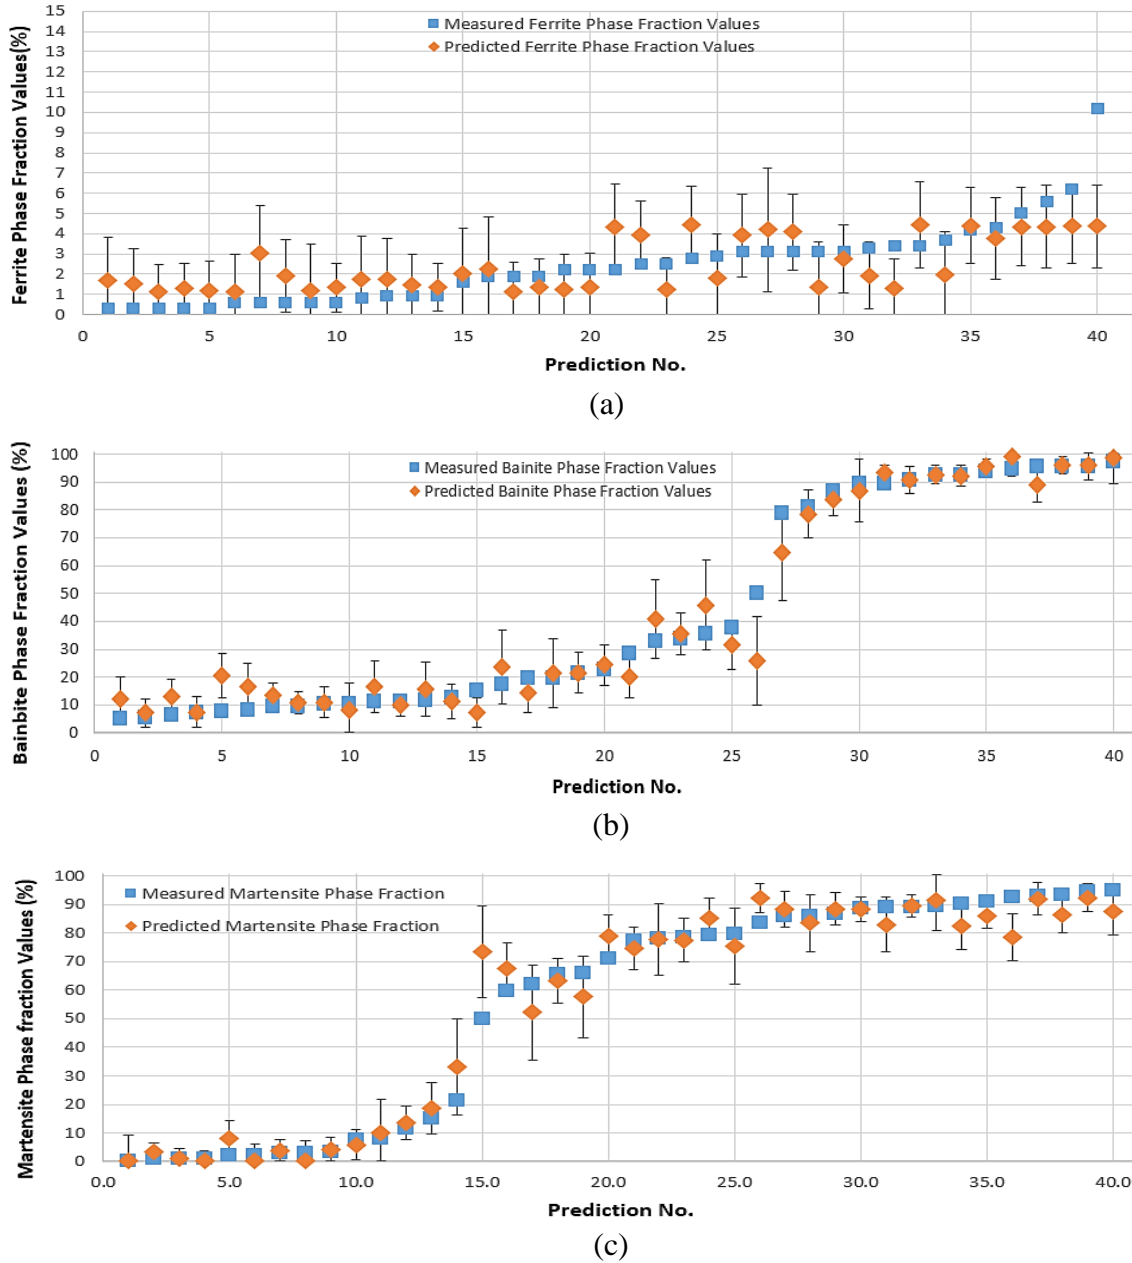 15
14
13
12
11
10
9
8
7
6
5
4
3
2
1
0
Ferrite Phase Fraction Values(%)
Measured Ferrite Phase Fraction Values
Predicted Ferrite Phase Fraction Values
0 5 10 15 20 25 30 35 40
Prediction No.
(a)
100
90
80
70
60
50
40
30
20
10
0
Bainbite Phase Fraction Values (%)
Measured Bainite Phase Fraction Values
Predicted Bainite Phase Fraction Values
0 5 10 15 20 25 30 35 40
Prediction No.
(b)
100
90
80
70
60
50
40
30
20
10
0
Martensite Phase fraction Values (%)
Measured Martensite Phase Fraction
Predicted Martensite Phase Fraction
0.0 5.0 10.0 15.0 20.0 25.0 30.0 35.0 40.0
Prediction No.
(c)